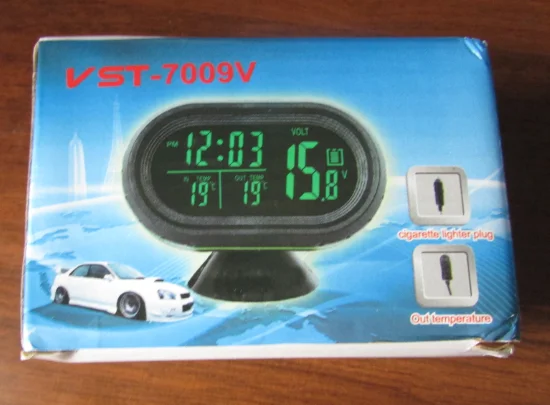 VST-7009V
VOLT
PM 12:03
15.8 V
IN TEMP OUT TEMP
19°C 19°C
cigarette lighter plug
Out temperature